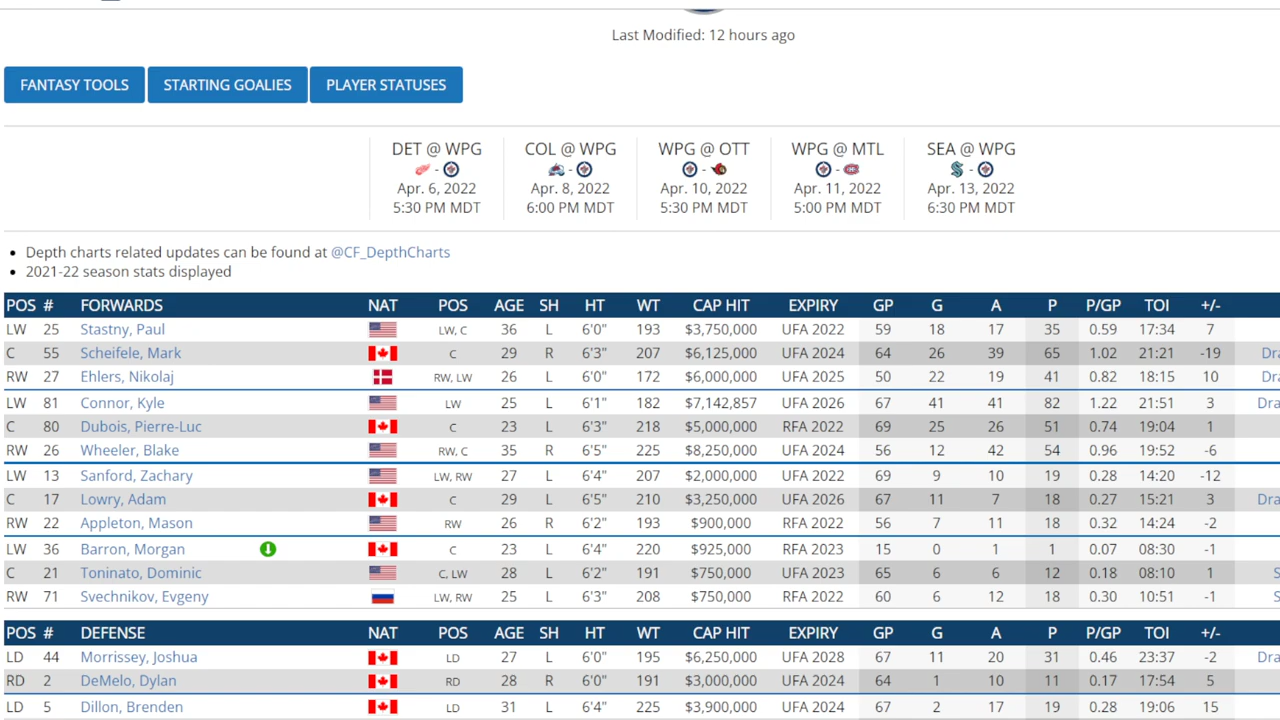 Last Modified: 12 hours ago
FANTASY TOOLS STARTING GOALIES PLAYER STATUSES
DET @ WPG COL @ WPG WPG @ OTT WPG @ MTL SEA @ WPG
- - - - -
Apr. 6, 2022 Apr. 8, 2022 Apr. 10, 2022 Apr. 11, 2022 Apr. 13, 2022
5:30 PM MDT 6:00 PM MDT 5:30 PM MDT 5:00 PM MDT 6:30 PM MDT
• Depth charts related updates can be found at @CF_DepthCharts
• 2021-22 season stats displayed
POS # FORWARDS NAT POS AGE SH HT WT CAP HIT EXPIRY GP G A P P/GP TOI +/-
LW 25 Stastny, Paul LW, C 36 L 6'0" 193 $3,750,000 UFA 2022 59 18 17 35 0.59 17:34 7
C 55 Scheifele, Mark C 29 R 6'3" 207 $6,125,000 UFA 2024 64 26 39 65 1.02 21:21 -19 Dra
RW 27 Ehlers, Nikolaj RW, LW 26 L 6'0" 172 $6,000,000 UFA 2025 50 22 19 41 0.82 18:15 10 Dra
LW 81 Connor, Kyle LW 25 L 6'1" 182 $7,142,857 UFA 2026 67 41 41 82 1.22 21:51 3 Dra
C 80 Dubois, Pierre-Luc C 23 L 6'3" 218 $5,000,000 RFA 2022 69 25 26 51 0.74 19:04 1
RW 26 Wheeler, Blake RW, C 35 R 6'5" 225 $8,250,000 UFA 2024 56 12 42 54 0.96 19:52 -6
LW 13 Sanford, Zachary LW, RW 27 L 6'4" 207 $2,000,000 UFA 2022 69 9 10 19 0.28 14:20 -12
C 17 Lowry, Adam C 29 L 6'5" 210 $3,250,000 UFA 2026 67 11 7 18 0.27 15:21 3 Dra
RW 22 Appleton, Mason RW 26 R 6'2" 193 $900,000 RFA 2022 56 7 11 18 0.32 14:24 -2
LW 36 Barron, Morgan C 23 L 6'4" 220 $925,000 RFA 2023 15 0 1 1 0.07 08:30 -1
C 21 Toninato, Dominic C, LW 28 L 6'2" 191 $750,000 UFA 2023 65 6 6 12 0.18 08:10 1 S
RW 71 Svechnikov, Evgeny LW, RW 25 L 6'3" 208 $750,000 RFA 2022 60 6 12 18 0.30 10:51 -1 S
POS # DEFENSE NAT POS AGE SH HT WT CAP HIT EXPIRY GP G A P P/GP TOI +/-
LD 44 Morrissey, Joshua LD 27 L 6'0" 195 $6,250,000 UFA 2028 67 11 20 31 0.46 23:37 -2 Dra
RD 2 DeMelo, Dylan RD 28 R 6'0" 191 $3,000,000 UFA 2024 64 1 10 11 0.17 17:54 5
LD 5 Dillon, Brenden LD 31 L 6'4" 225 $3,900,000 UFA 2024 67 2 17 19 0.28 19:06 15